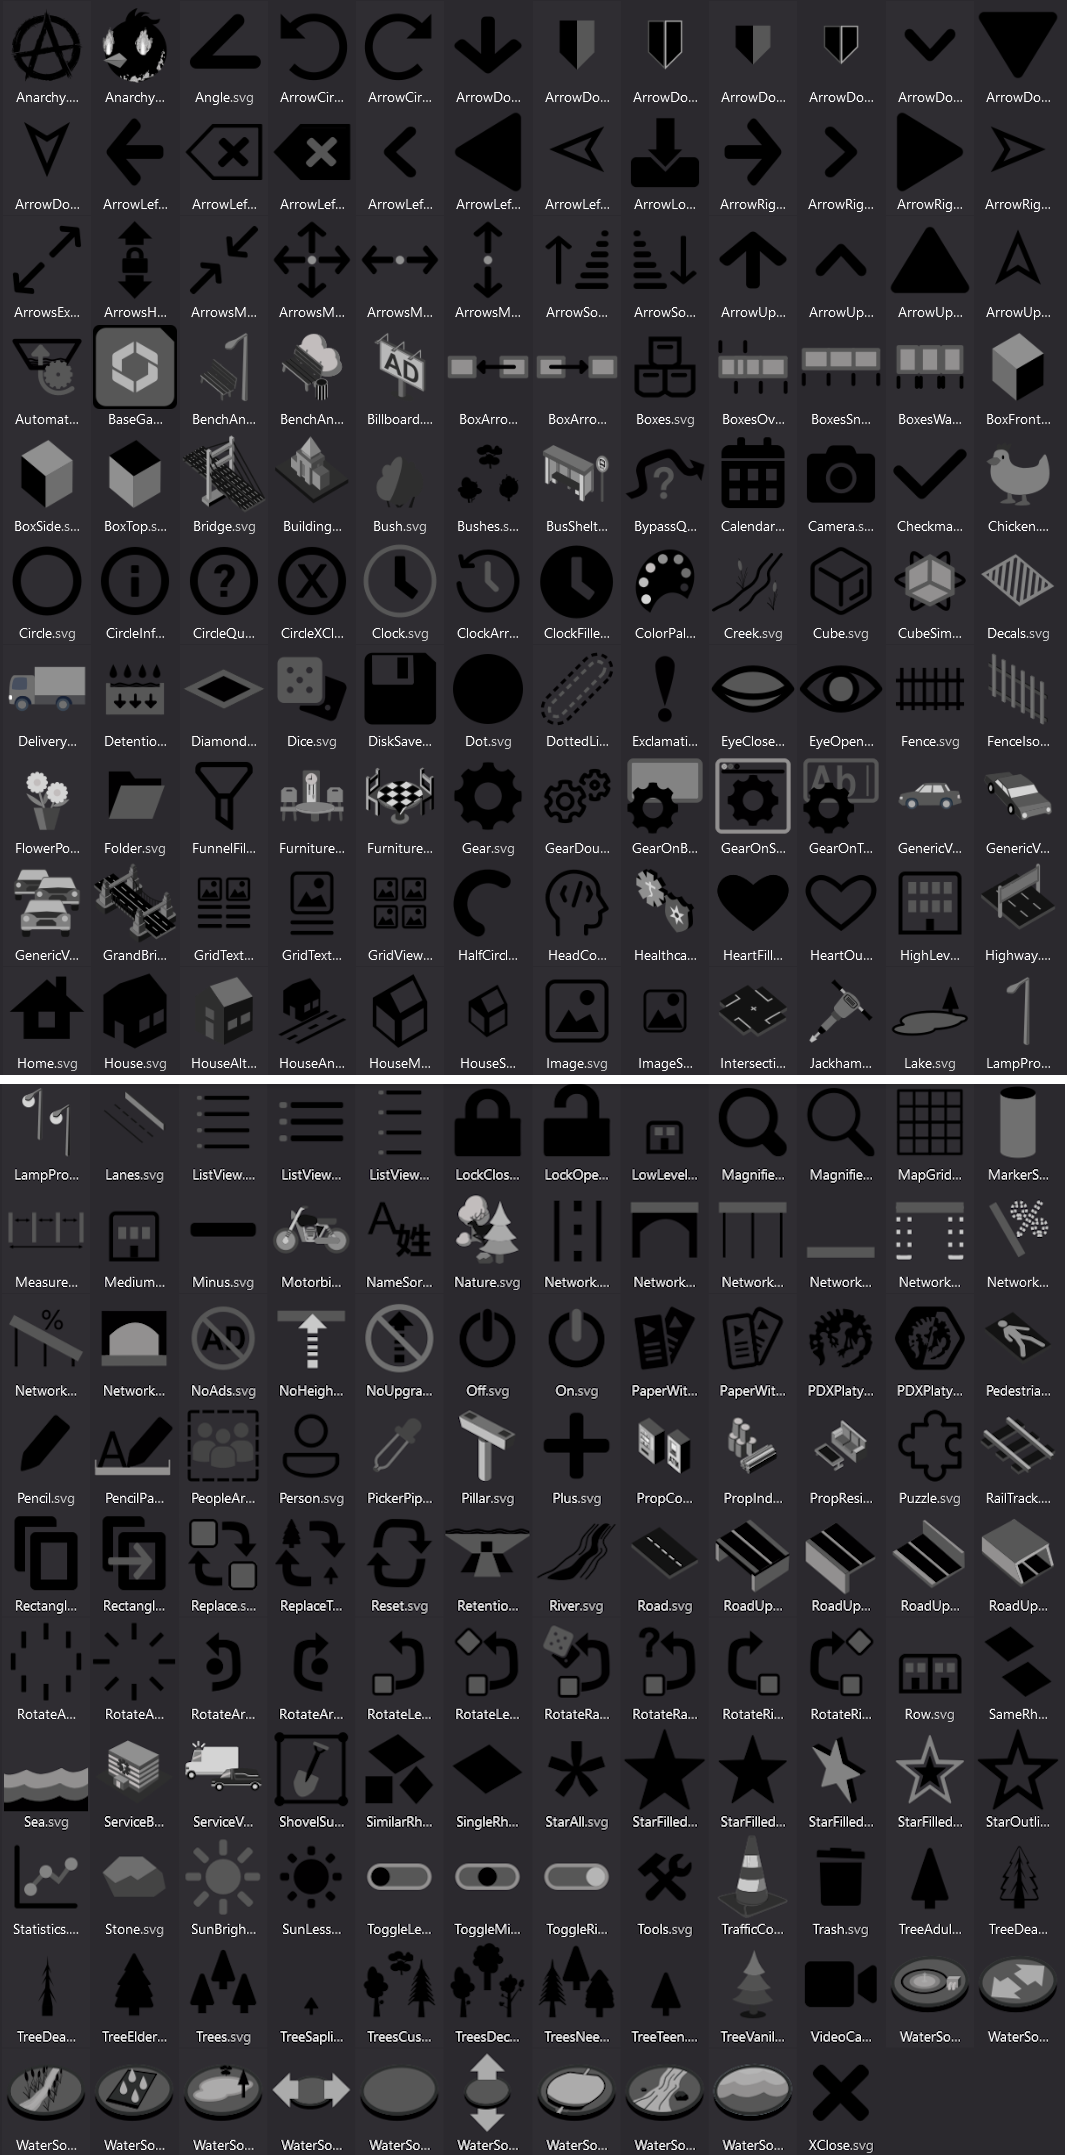 Anarchy.... Anarchy... Angle.svg ArrowCir... ArrowCir... ArrowDo... ArrowDo... ArrowDo... ArrowDo... ArrowDo... ArrowDo... ArrowDo...
ArrowDo... ArrowLef... ArrowLef... ArrowLef... ArrowLef... ArrowLef... ArrowLef... ArrowLo... ArrowRig... ArrowRig... ArrowRig... ArrowRig...
ArrowsEx... ArrowsH... ArrowsM... ArrowsM... ArrowsM... ArrowsM... ArrowSo... ArrowSo... ArrowUp... ArrowUp... ArrowUp... ArrowUp...
AD
Automat... BaseGa... BenchAn... BenchAn... Billboard.... BoxArro... BoxArro... Boxes.svg BoxesOv... BoxesSn... BoxesWa... BoxFront...
?
BoxSide.s... BoxTop.s... Bridge.svg Building... Bush.svg Bushes.s... BusShelt... BypassQ... Calendar... Camera.s... Checkma... Chicken....
i ? X
Circle.svg CircleInf... CircleQu... CircleXCl... Clock.svg ClockArr... ClockFille... ColorPal... Creek.svg Cube.svg CubeSim... Decals.svg
Delivery... Detentio... Diamond... Dice.svg DiskSave... Dot.svg DottedLi... Exclamati... EyeClose... EyeOpen... Fence.svg FenceIso...
Ab
FlowerPo... Folder.svg FunnelFil... Furniture... Furniture... Gear.svg GearDou... GearOnB... GearOnS... GearOnT... GenericV... GenericV...
GenericV... GrandBri... GridText... GridText... GridView... HalfCircl... HeadCo... Healthca... HeartFill... HeartOu... HighLev... Highway....
Home.svg House.svg HouseAlt... HouseAn... HouseM... HouseS... Image.svg ImageS... Intersecti... Jackham... Lake.svg LampPro...
LampPro... Lanes.svg ListView.... ListView... ListView... LockClos... LockOpe... LowLevel... Magnifie... Magnifie... MapGrid... MarkerS...
A 姓
Measure... Medium... Minus.svg Motorbi... NameSor... Nature.svg Network.... Network... Network... Network... Network... Network...
% AD
Network... Network... NoAds.svg NoHeigh... NoUpgra... Off.svg On.svg PaperWit... PaperWit... PDXPlaty... PDXPlaty... Pedestria...
A
Pencil.svg PencilPa... PeopleAr... Person.svg PickerPip... Pillar.svg Plus.svg PropCo... PropInd... PropResi... Puzzle.svg RailTrack....
Rectangl... Rectangl... Replace.s... ReplaceT... Reset.svg Retentio... River.svg Road.svg RoadUp... RoadUp... RoadUp... RoadUp...
?
RotateA... RotateA... RotateAr... RotateAr... RotateLe... RotateLe... RotateRa... RotateRa... RotateRi... RotateRi... Row.svg SameRh...
Sea.svg ServiceB... ServiceV... ShovelSu... SimilarRh... SingleRh... StarAll.svg StarFilled... StarFilled... StarFilled... StarFilled... StarOutli...
Statistics.... Stone.svg SunBrigh... SunLess... ToggleLe... ToggleMi... ToggleRi... Tools.svg TrafficCo... Trash.svg TreeAdul... TreeDea...
TreeDea... TreeElder... Trees.svg TreeSapli... TreesCus... TreesDec... TreesNee... TreeTeen.... TreeVanil... VideoCa... WaterSo... WaterSo...
WaterSo... WaterSo... WaterSo... WaterSo... WaterSo... WaterSo... WaterSo... WaterSo... WaterSo... XClose.svg